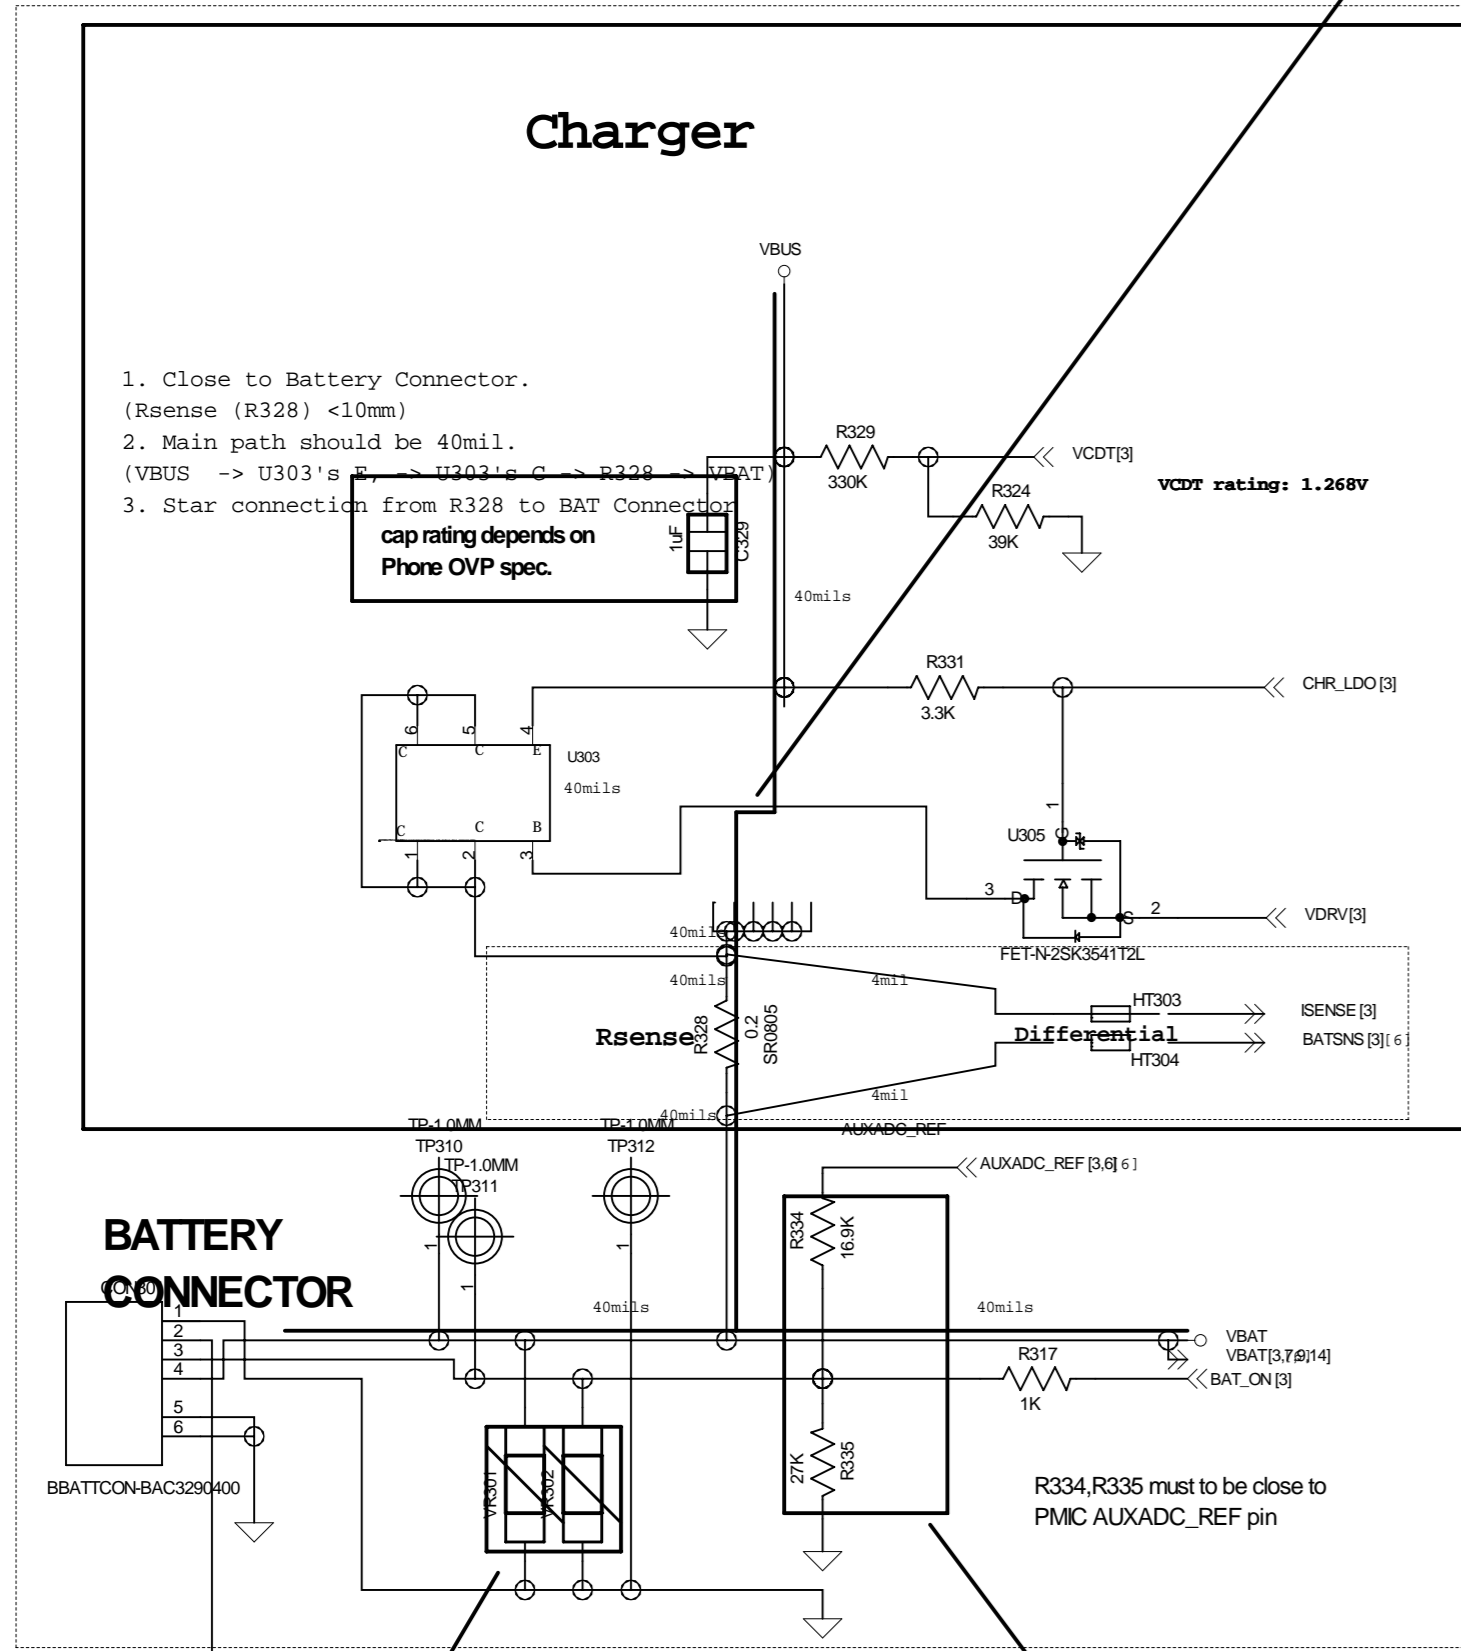 Charger
VBUS
1. Close to Battery Connector.
(Rsense (R328) <10mm)
2. Main path should be 40mil.
(VBUS -> U303's E, -> U303's C -> R328 -> VBAT)
3. Star connection from R328 to BAT Connector
cap rating depends on
Phone OVP spec.
1uF
C329
R329
330K
VCDT[3]
R324
39K
VCDT rating: 1.268V
40mils
R331
3.3K
CHR_LDO [3]
6
5
4
C
C
E
U303
40mils
C
C
B
1
2
3
1
U305
G
3
D
S
2
VDRV[3]
FET-N-2SK3541T2L
40mils
40mils
4mil
Rsense
R328
0.2
SR0805
HT303
ISENSE [3]
Differential
BATSNS [3][6]
HT304
4mil
40mils
AUXADC_REF
TP-1.0MM
TP310
TP-1.0MM
TP311
TP-1.0MM
TP312
AUXADC_REF [3,6]
6]
R334
16.9K
1
1
1
BATTERY
CONNECTOR
1
2
3
4
5
6
BBATTCON-BAC3290400
40mils
40mils
VBAT
R317
1K
BAT_ON [3]
VR301
VR302
27K
R335
R334,R335 must to be close to
PMIC AUXADC_REF pin